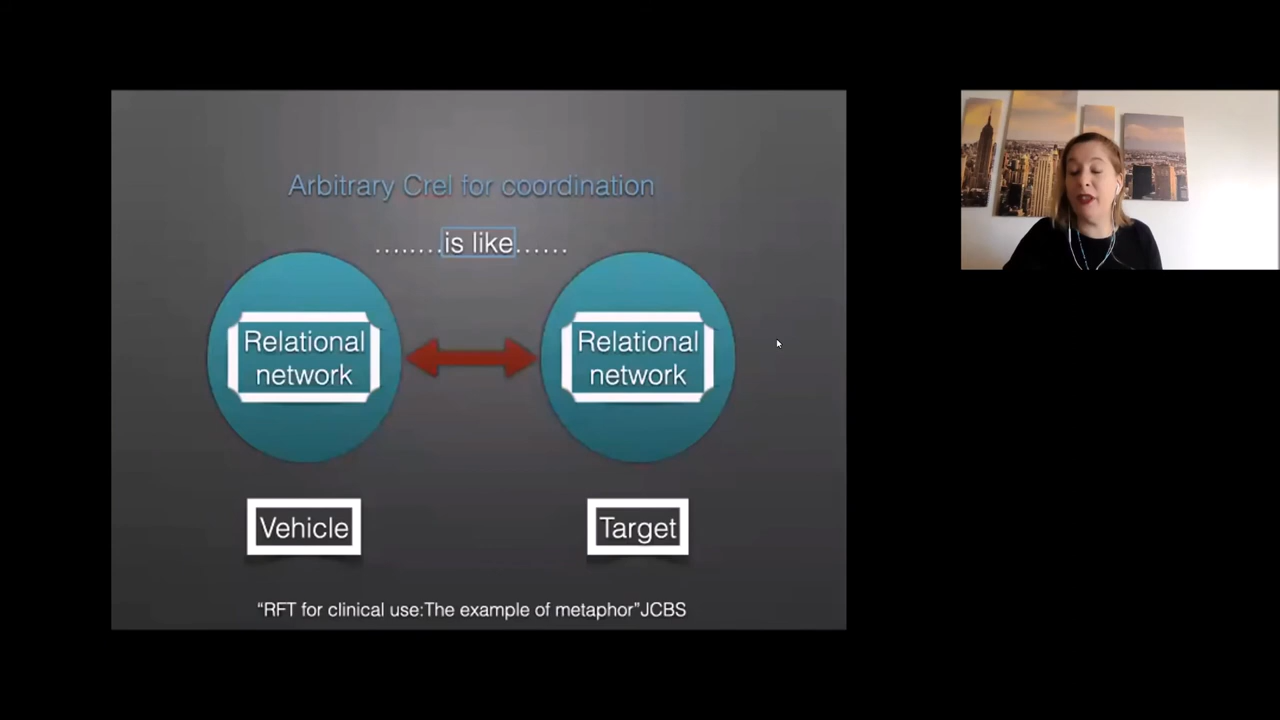 Arbitrary Crel for coordination
.......is like......
Relational
network
Relational
network
Vehicle
Target
“RFT for clinical use:The example of metaphor”JCBS